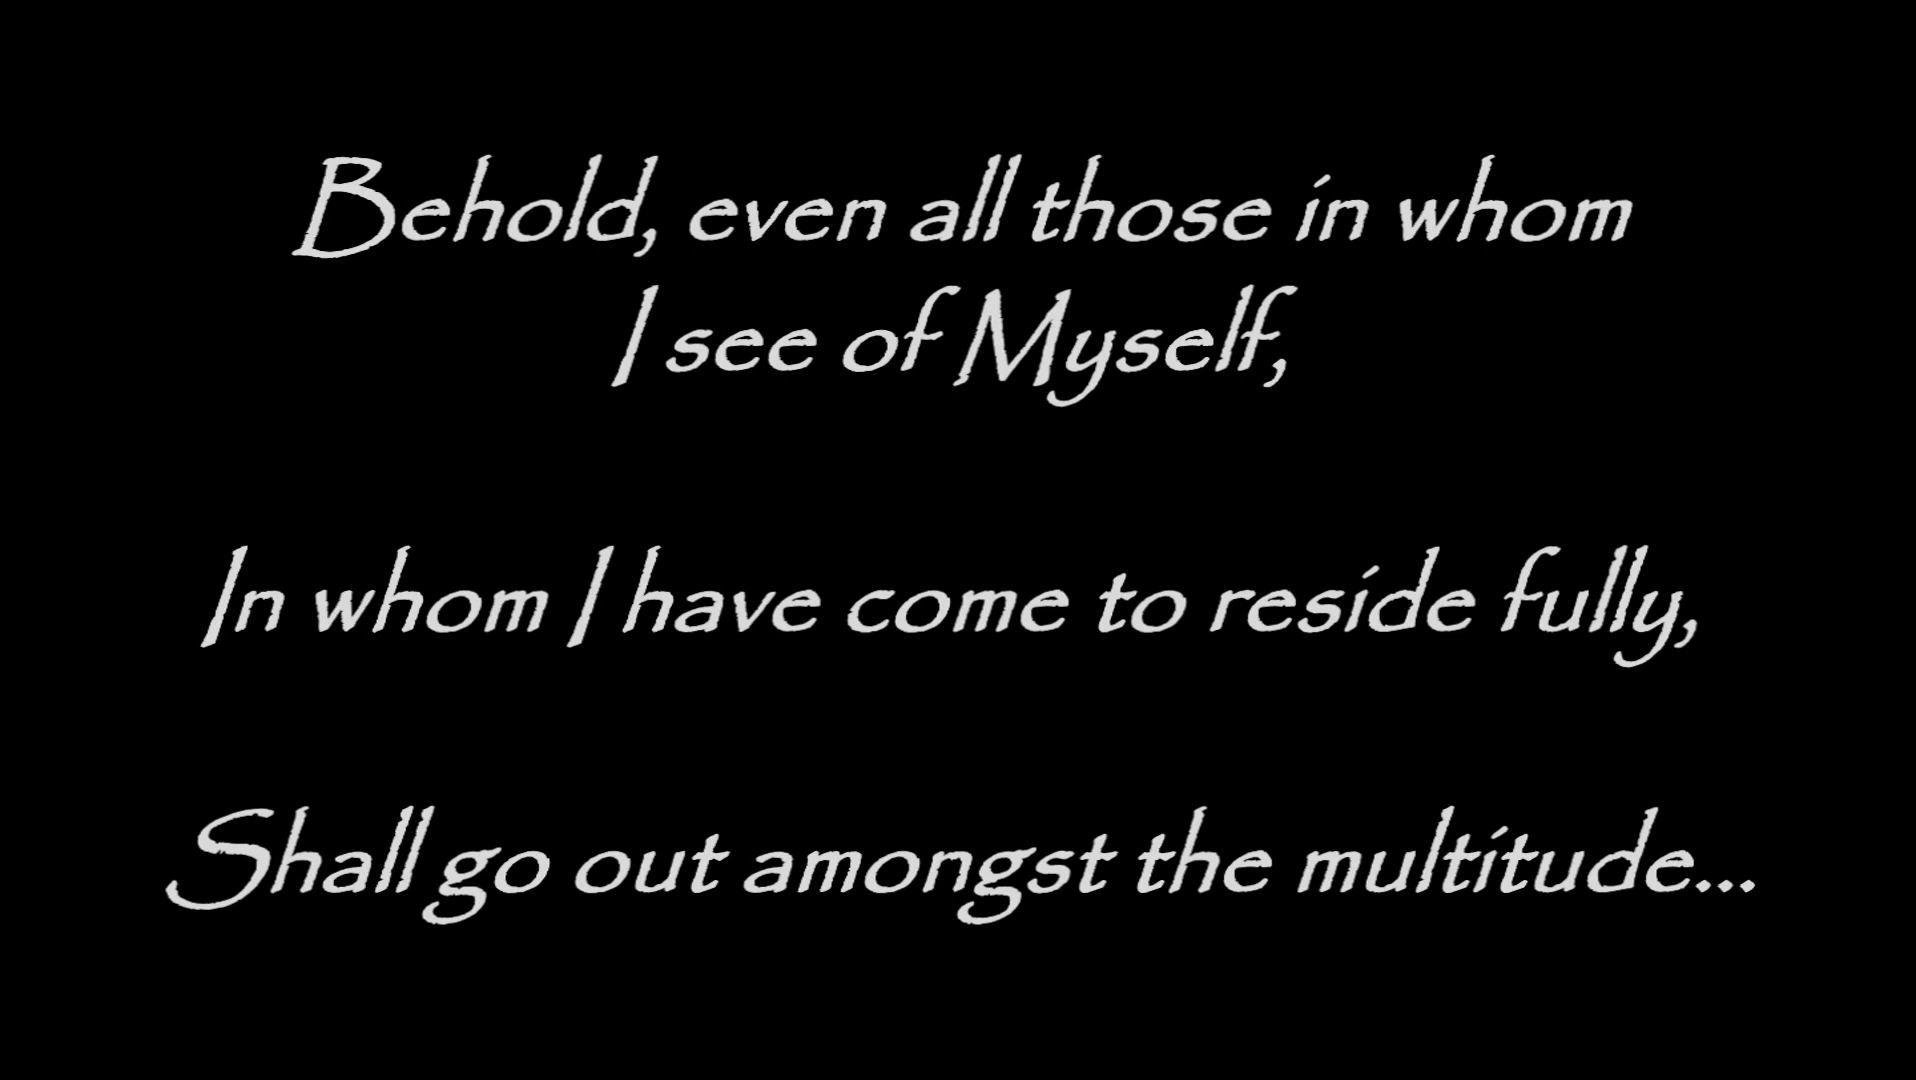 Behold, even all those in whom
I see of Myself,
In whom I have come to reside fully,
Shall go out amongst the multitude...